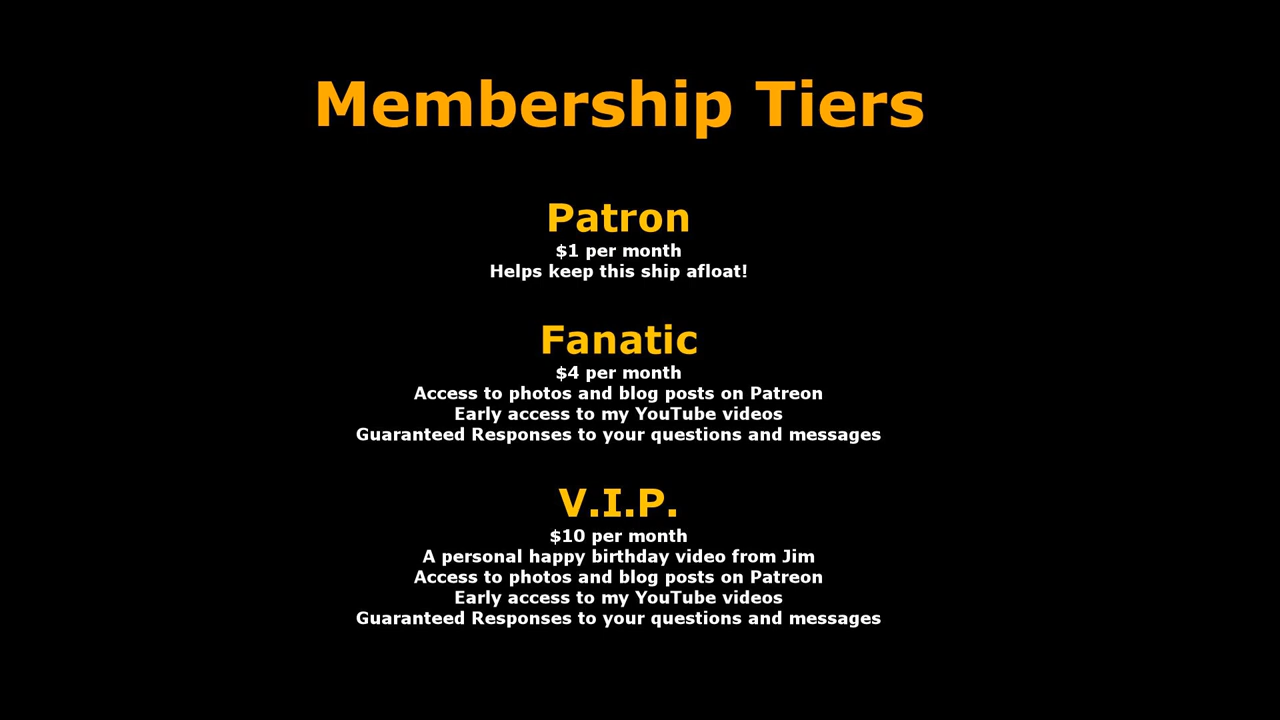 Membership Tiers
Patron
$1 per month
Helps keep this ship afloat!
Fanatic
$4 per month
Access to photos and blog posts on Patreon
Early access to my YouTube videos
Guaranteed Responses to your questions and messages
V.I.P.
$10 per month
A personal happy birthday video from Jim
Access to photos and blog posts on Patreon
Early access to my YouTube videos
Guaranteed Responses to your questions and messages